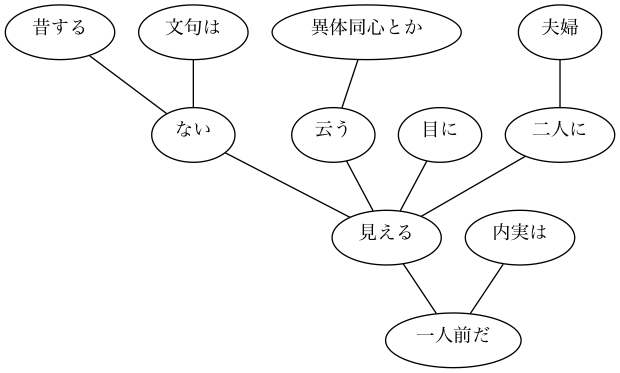 昔する
文句は
異体同心とか
夫婦
ない
云う
目に
二人に
見える
内実は
一人前だ